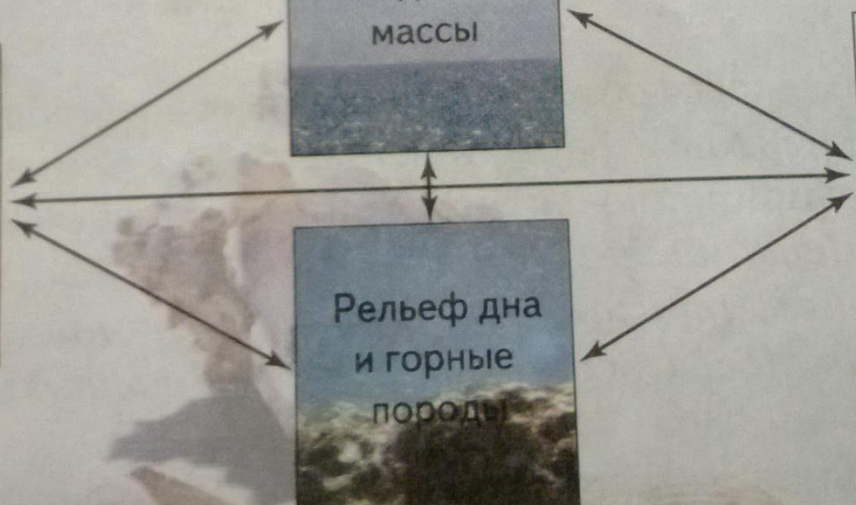 массы
Рельеф дна
и горные
породы